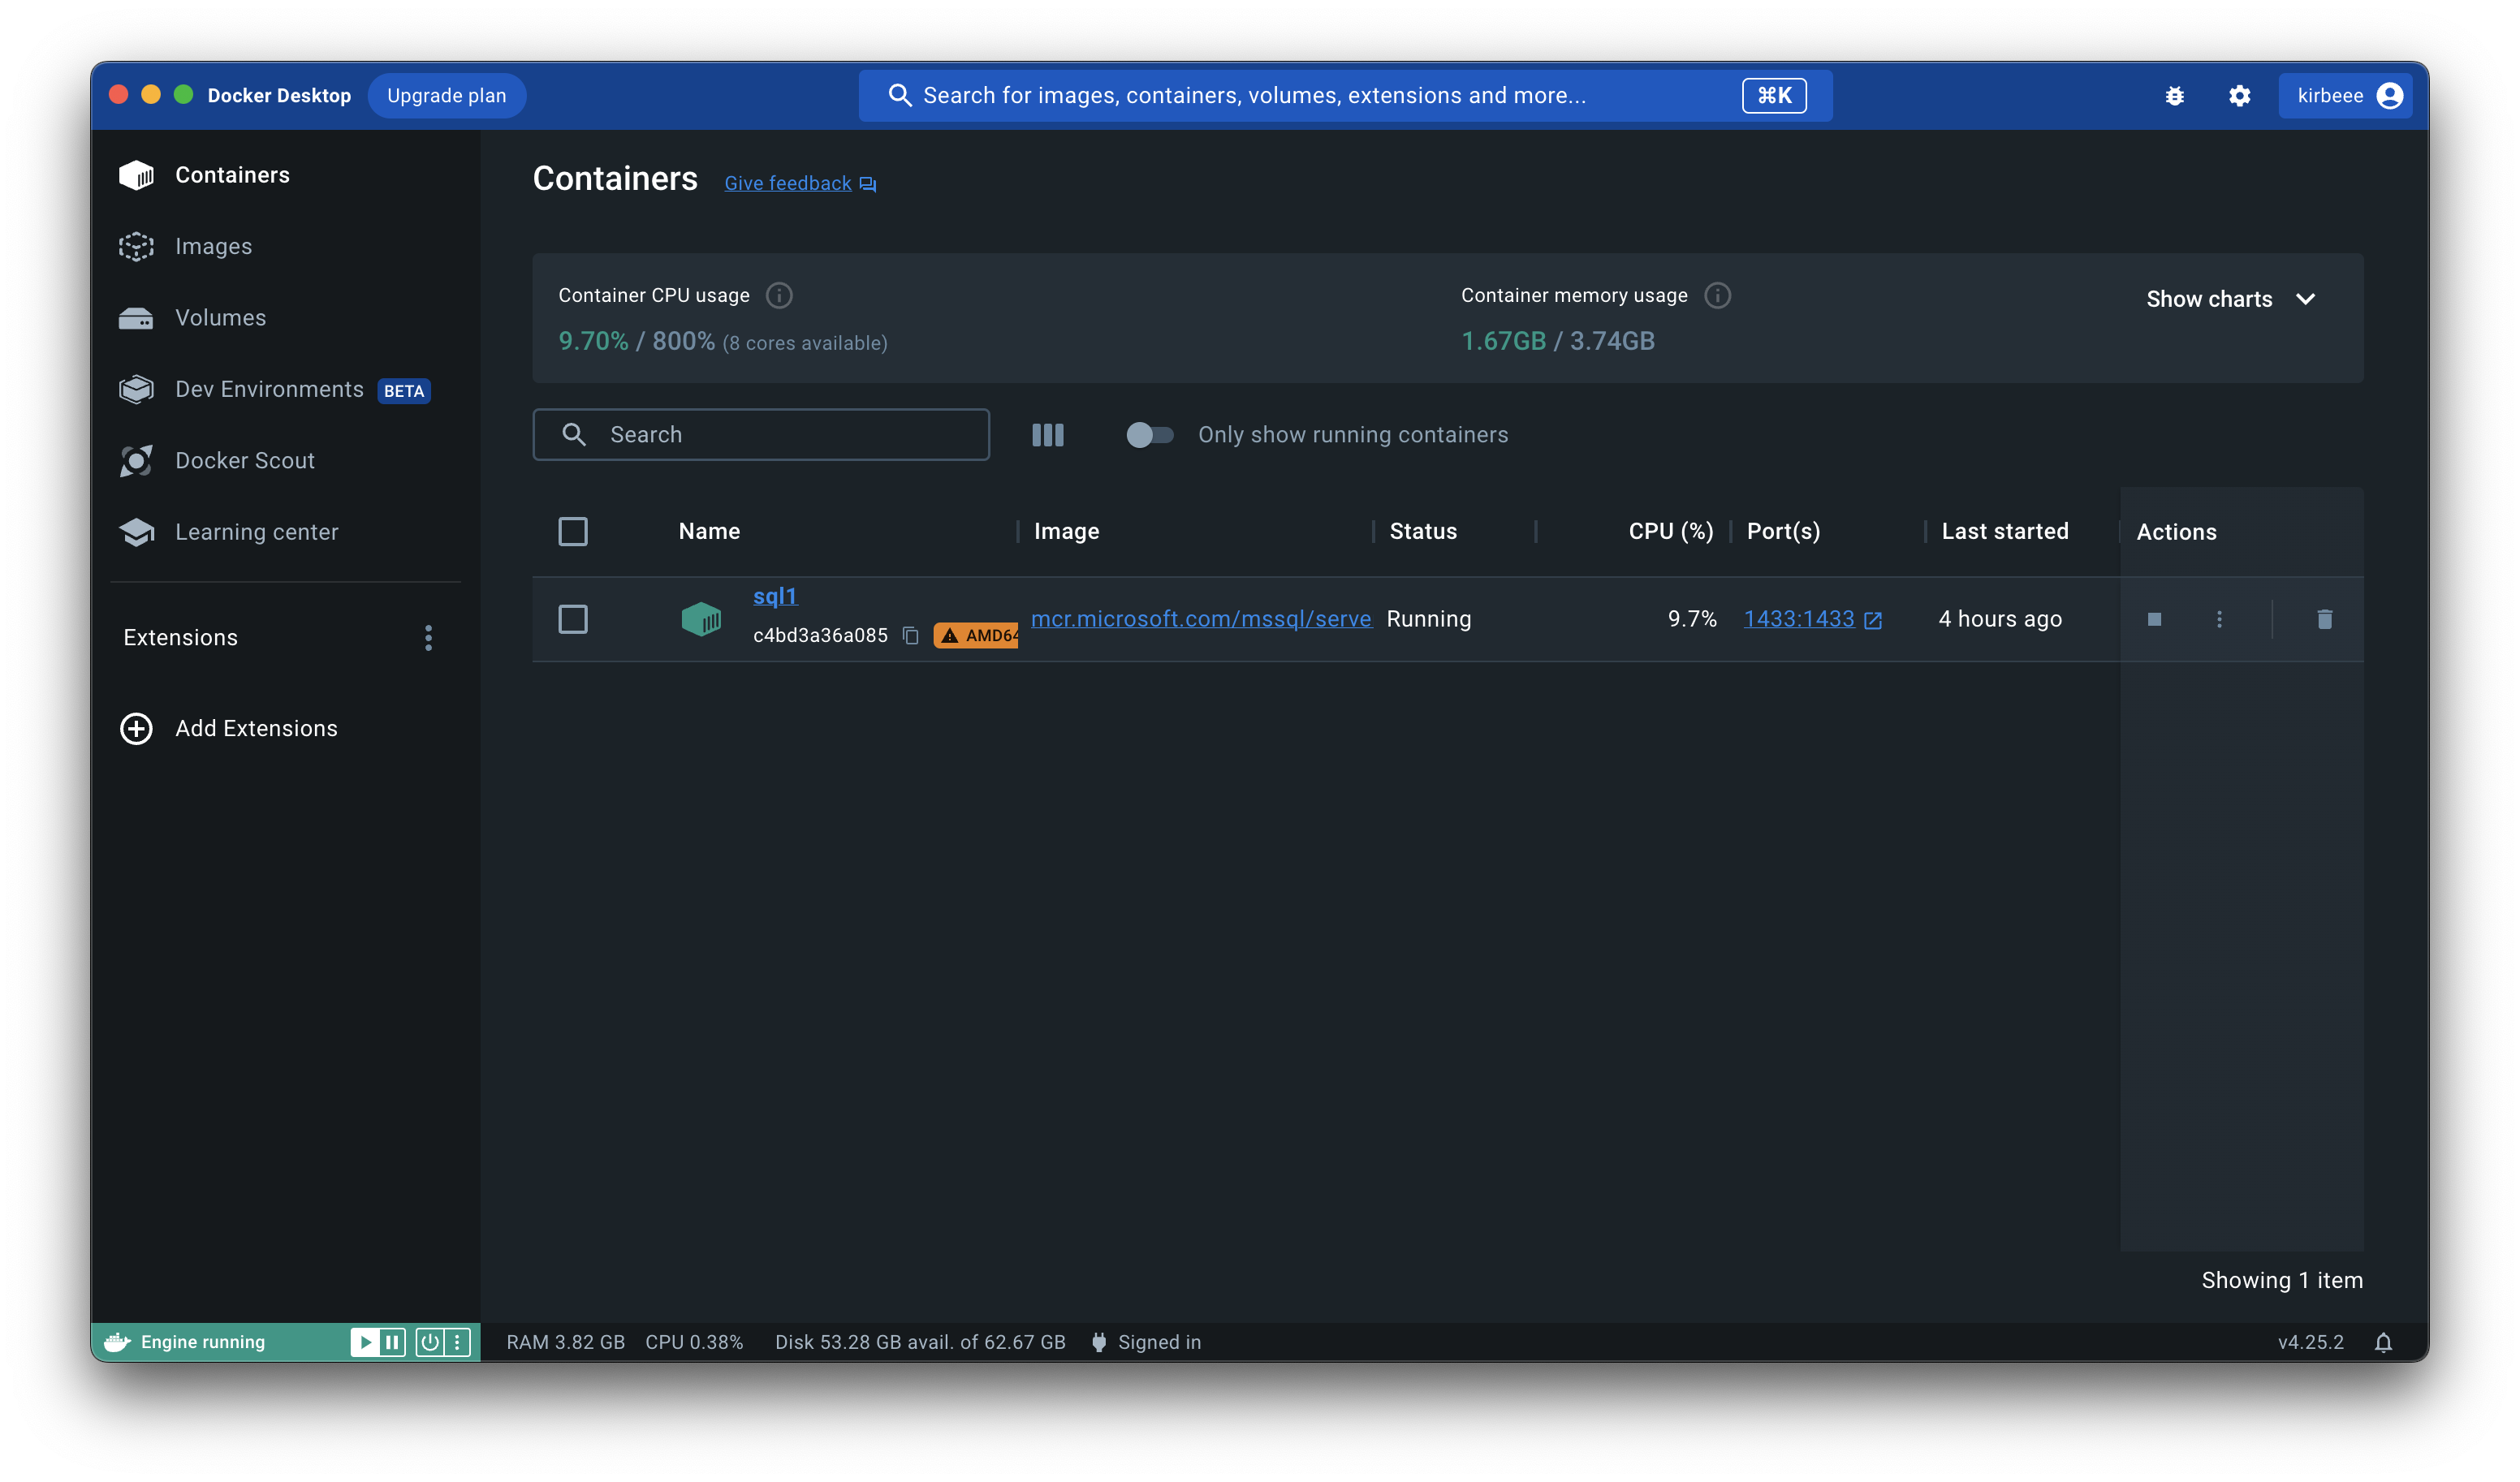 Docker Desktop Upgrade plan Search for images, containers, volumes, extensions and more... ⌘K kirbeee
Containers
Images
Volumes
Dev Environments BETA
Docker Scout
Learning center
Extensions
Add Extensions
Containers Give feedback
Container CPU usage
9.70% / 800% (8 cores available)
Container memory usage
1.67GB / 3.74GB
Show charts
Search Only show running containers
Name Image Status CPU (%) Port(s) Last started Actions
sql1
c4bd3a36a085 AMD64 mcr.microsoft.com/mssql/serve Running 9.7% 1433:1433 4 hours ago
Showing 1 item
Engine running RAM 3.82 GB CPU 0.38% Disk 53.28 GB avail. of 62.67 GB Signed in v4.25.2